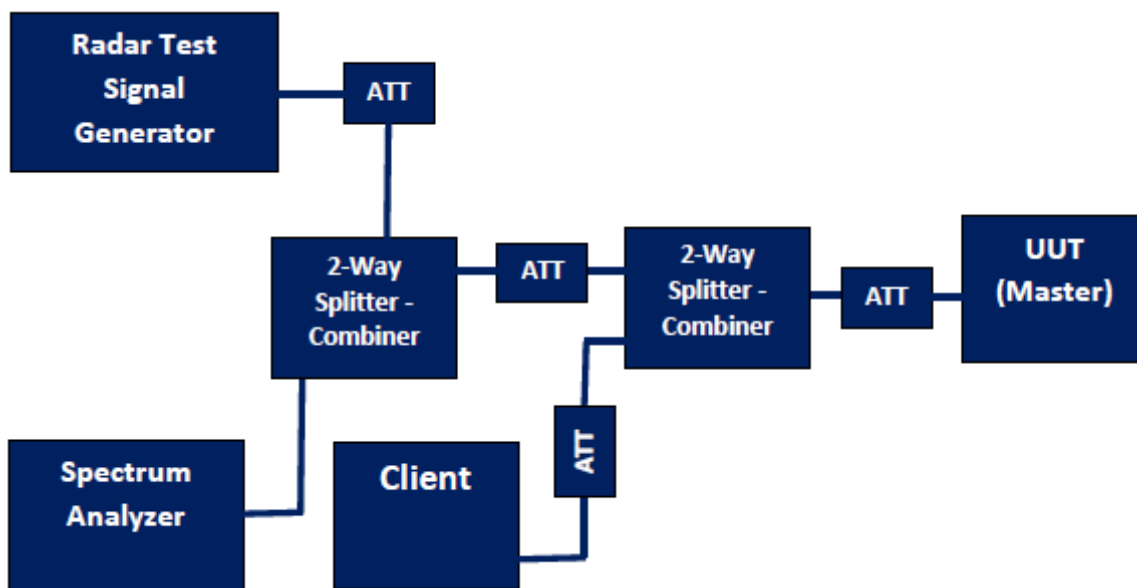 Radar Test
Signal
Generator
ATT
2-Way
Splitter -
Combiner
ATT
2-Way
Splitter -
Combiner
ATT
UUT
(Master)
Spectrum
Analyzer
Client
ATT